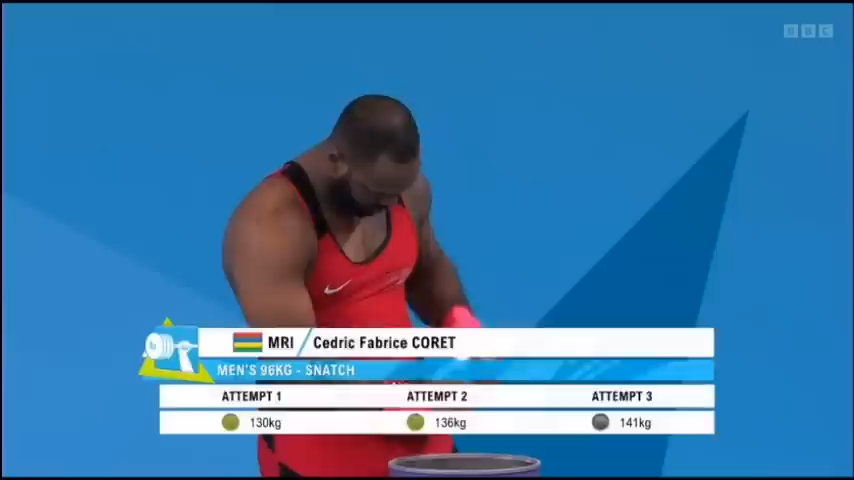 BBC
MRI Cedric Fabrice CORET
MEN'S 96KG - SNATCH
ATTEMPT 1 ATTEMPT 2 ATTEMPT 3
130kg 136kg 141kg